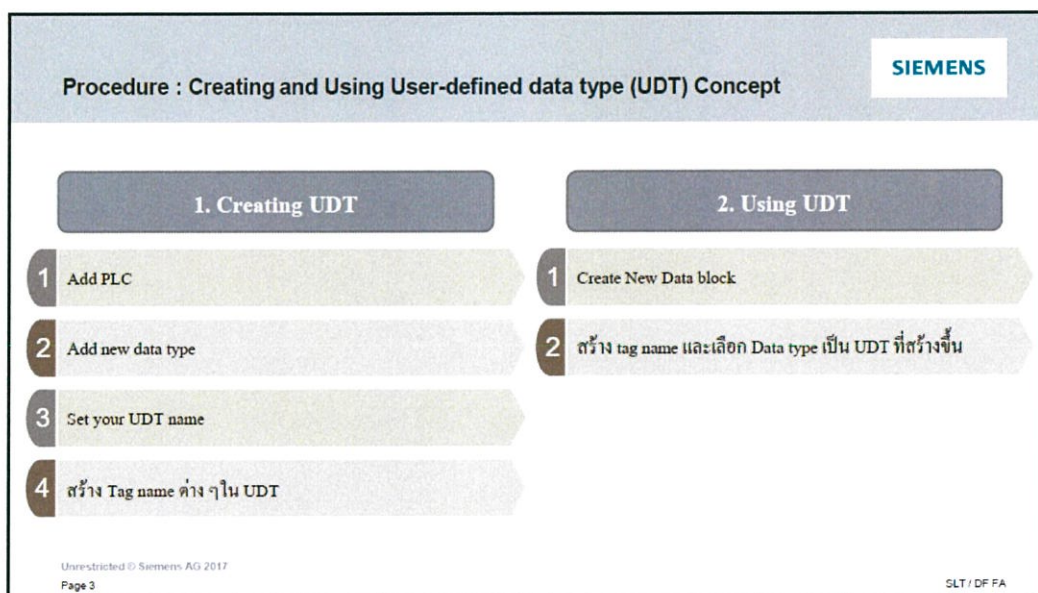 Procedure : Creating and Using User-defined data type (UDT) Concept
SIEMENS
1. Creating UDT
1 Add PLC
2 Add new data type
3 Set your UDT name
4 สร้าง Tag name ต่าง ๆใน UDT
2. Using UDT
1 Create New Data block
2 สร้าง tag name และเลือก Data type เป็น UDT ที่สร้างขึ้น
Unrestricted © Siemens AG 2017
Page 3
SLT / DF FA